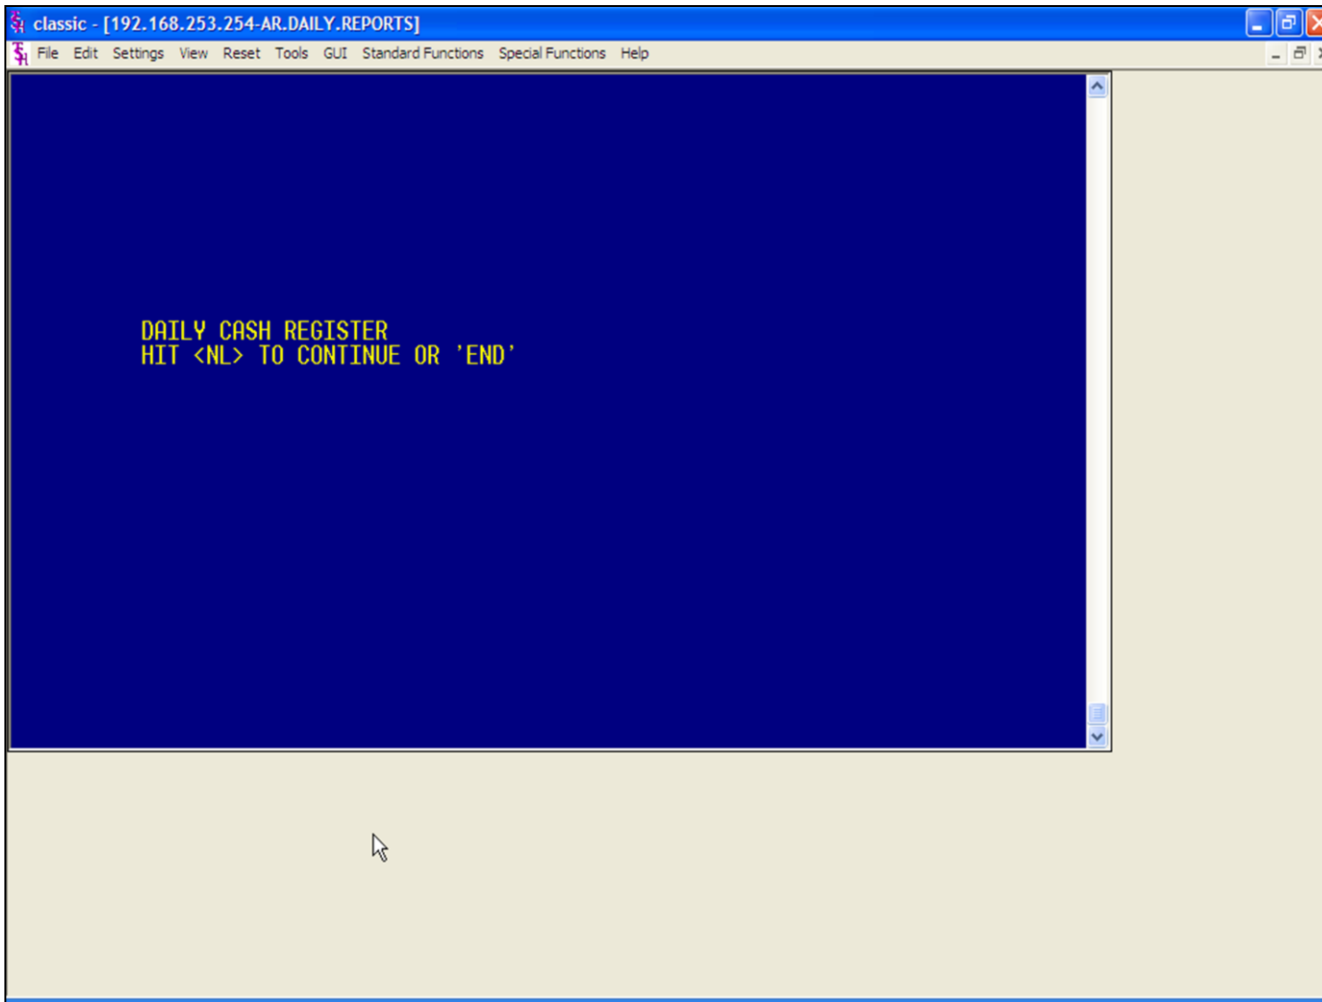 classic - [192.168.253.254-AR.DAILY.REPORTS]
File Edit Settings View Reset Tools GUI Standard Functions Special Functions Help
DAILY CASH REGISTER
HIT <NL> TO CONTINUE OR 'END'